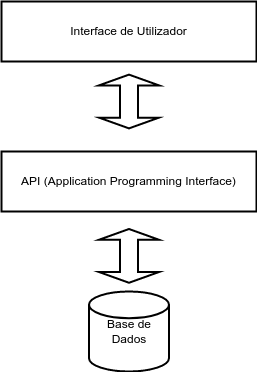 Interface de Utilizador
API (Application Programming Interface)
Base de
Dados